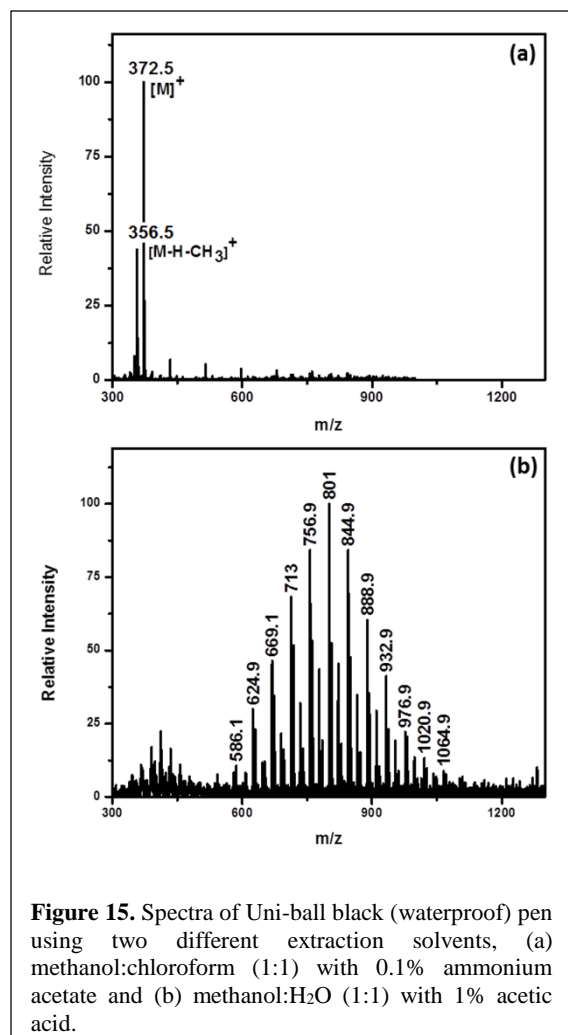 (a)
372.5
[M]+
356.5
[M-H-CH3]+
Relative Intensity
100
75
50
25
0
300
600
900
1200
m/z
(b)
801
756.9
844.9
713
888.9
669.1
932.9
624.9
976.9
586.1
1020.9
1064.9
Relative Intensity
100
75
50
25
0
300
600
900
1200
m/z
Figure 15. Spectra of Uni-ball black (waterproof) pen
using two different extraction solvents, (a)
methanol:chloroform (1:1) with 0.1% ammonium
acetate and (b) methanol:H2O (1:1) with 1% acetic
acid.